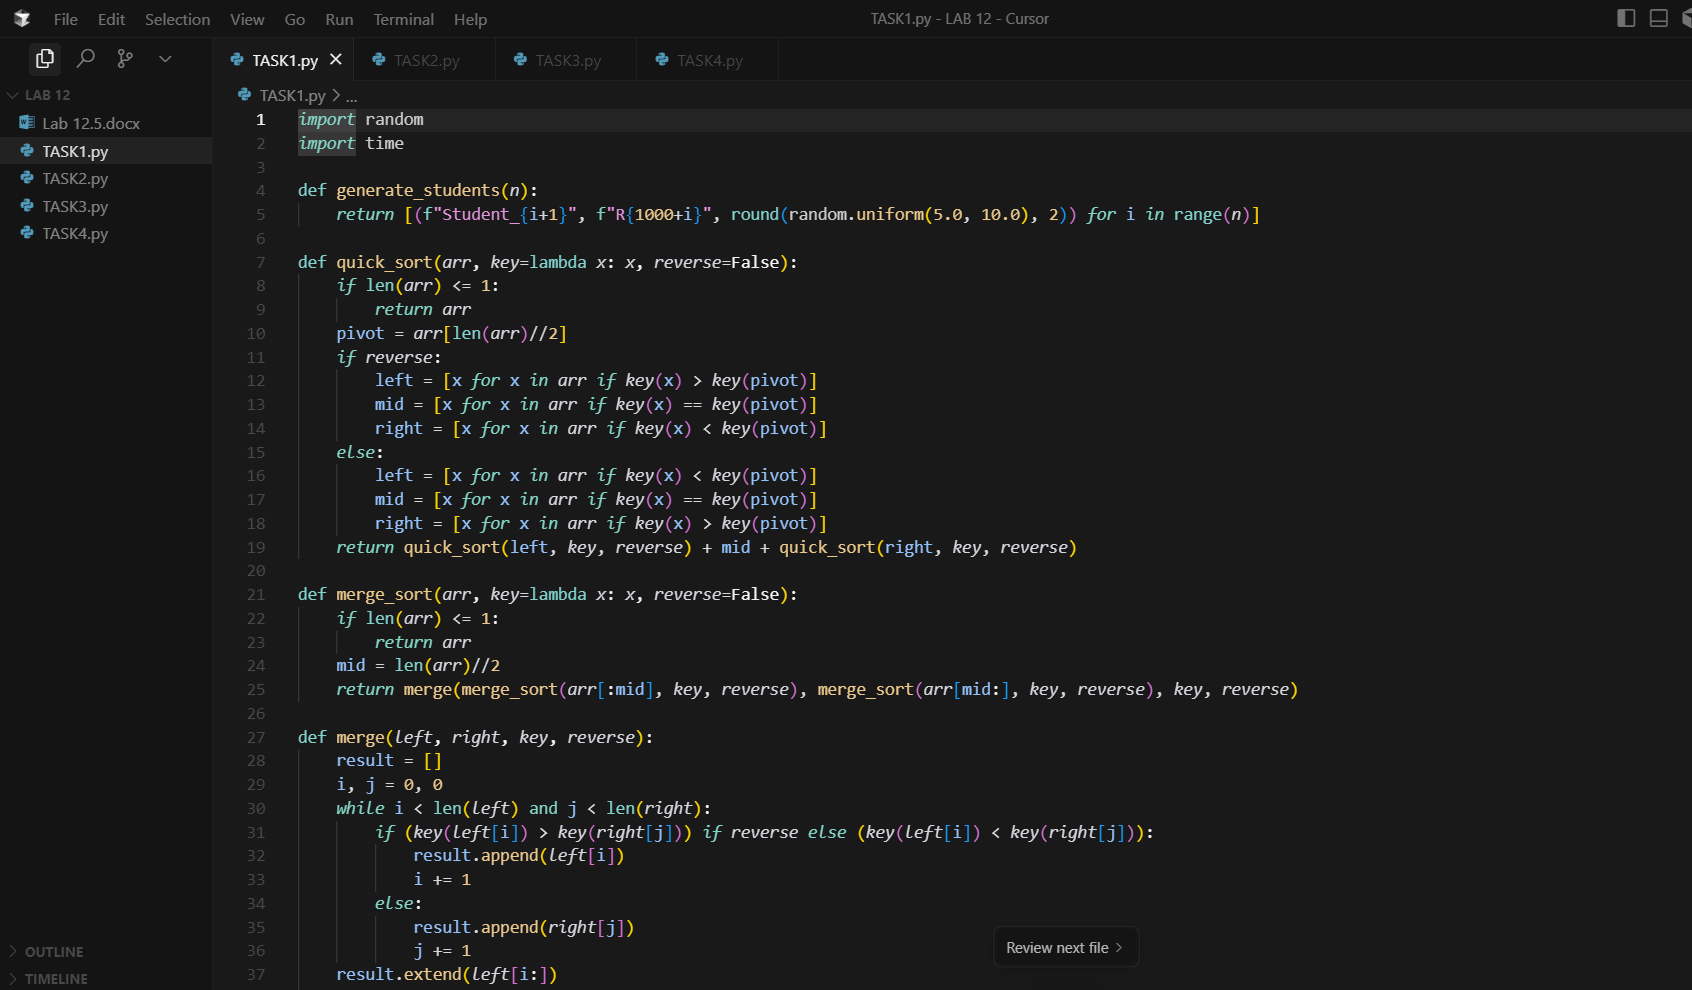 File Edit Selection View Go Run Terminal Help
TASK1.py - LAB 12 - Cursor
LAB 12
Lab 12.5.docx
TASK1.py
TASK2.py
TASK3.py
TASK4.py
OUTLINE
TIMELINE
TASK1.py TASK2.py TASK3.py TASK4.py
TASK1.py > ...
1 import random
2 import time
3
4 def generate_students(n):
5     return [(f"Student_{i+1}", f"R{1000+i}", round(random.uniform(5.0, 10.0), 2)) for i in range(n)]
6
7 def quick_sort(arr, key=lambda x: x, reverse=False):
8     if len(arr) <= 1:
9         return arr
10     pivot = arr[len(arr)//2]
11     if reverse:
12         left = [x for x in arr if key(x) > key(pivot)]
13         mid = [x for x in arr if key(x) == key(pivot)]
14         right = [x for x in arr if key(x) < key(pivot)]
15     else:
16         left = [x for x in arr if key(x) < key(pivot)]
17         mid = [x for x in arr if key(x) == key(pivot)]
18         right = [x for x in arr if key(x) > key(pivot)]
19     return quick_sort(left, key, reverse) + mid + quick_sort(right, key, reverse)
20
21 def merge_sort(arr, key=lambda x: x, reverse=False):
22     if len(arr) <= 1:
23         return arr
24     mid = len(arr)//2
25     return merge(merge_sort(arr[:mid], key, reverse), merge_sort(arr[mid:], key, reverse), key, reverse)
26
27 def merge(left, right, key, reverse):
28     result = []
29     i, j = 0, 0
30     while i < len(left) and j < len(right):
31         if (key(left[i]) > key(right[j])) if reverse else (key(left[i]) < key(right[j])):
32             result.append(left[i])
33             i += 1
34         else:
35             result.append(right[j])
36             j += 1
37     result.extend(left[i:])
Review next file >